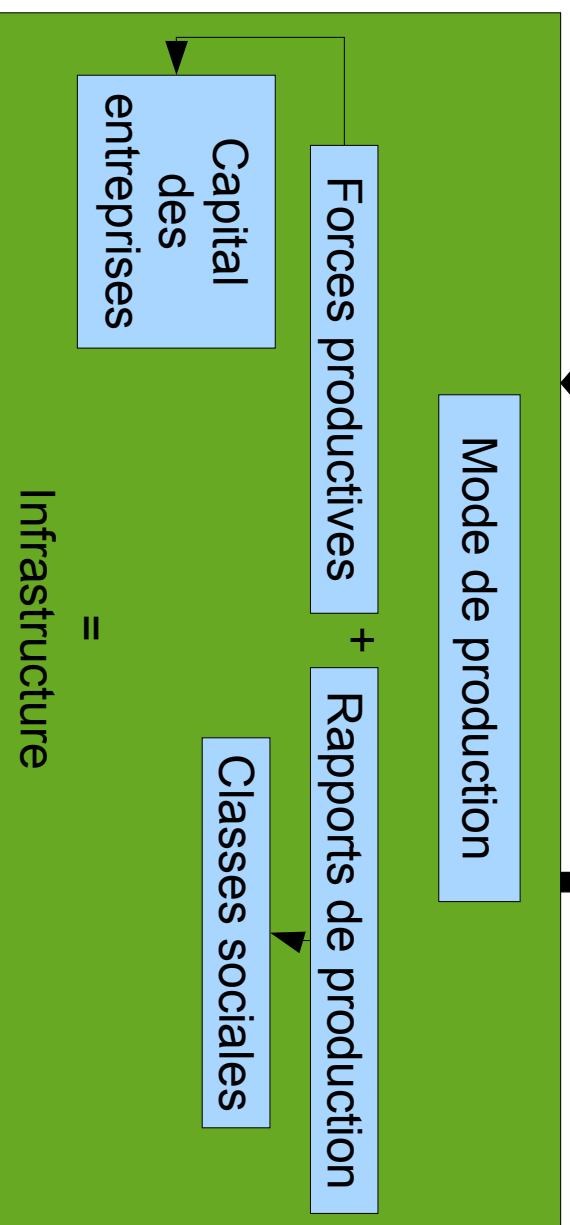 Mode de production
Forces productives + Rapports de production
Capital
des
entreprises
Classes sociales
=
Infrastructure